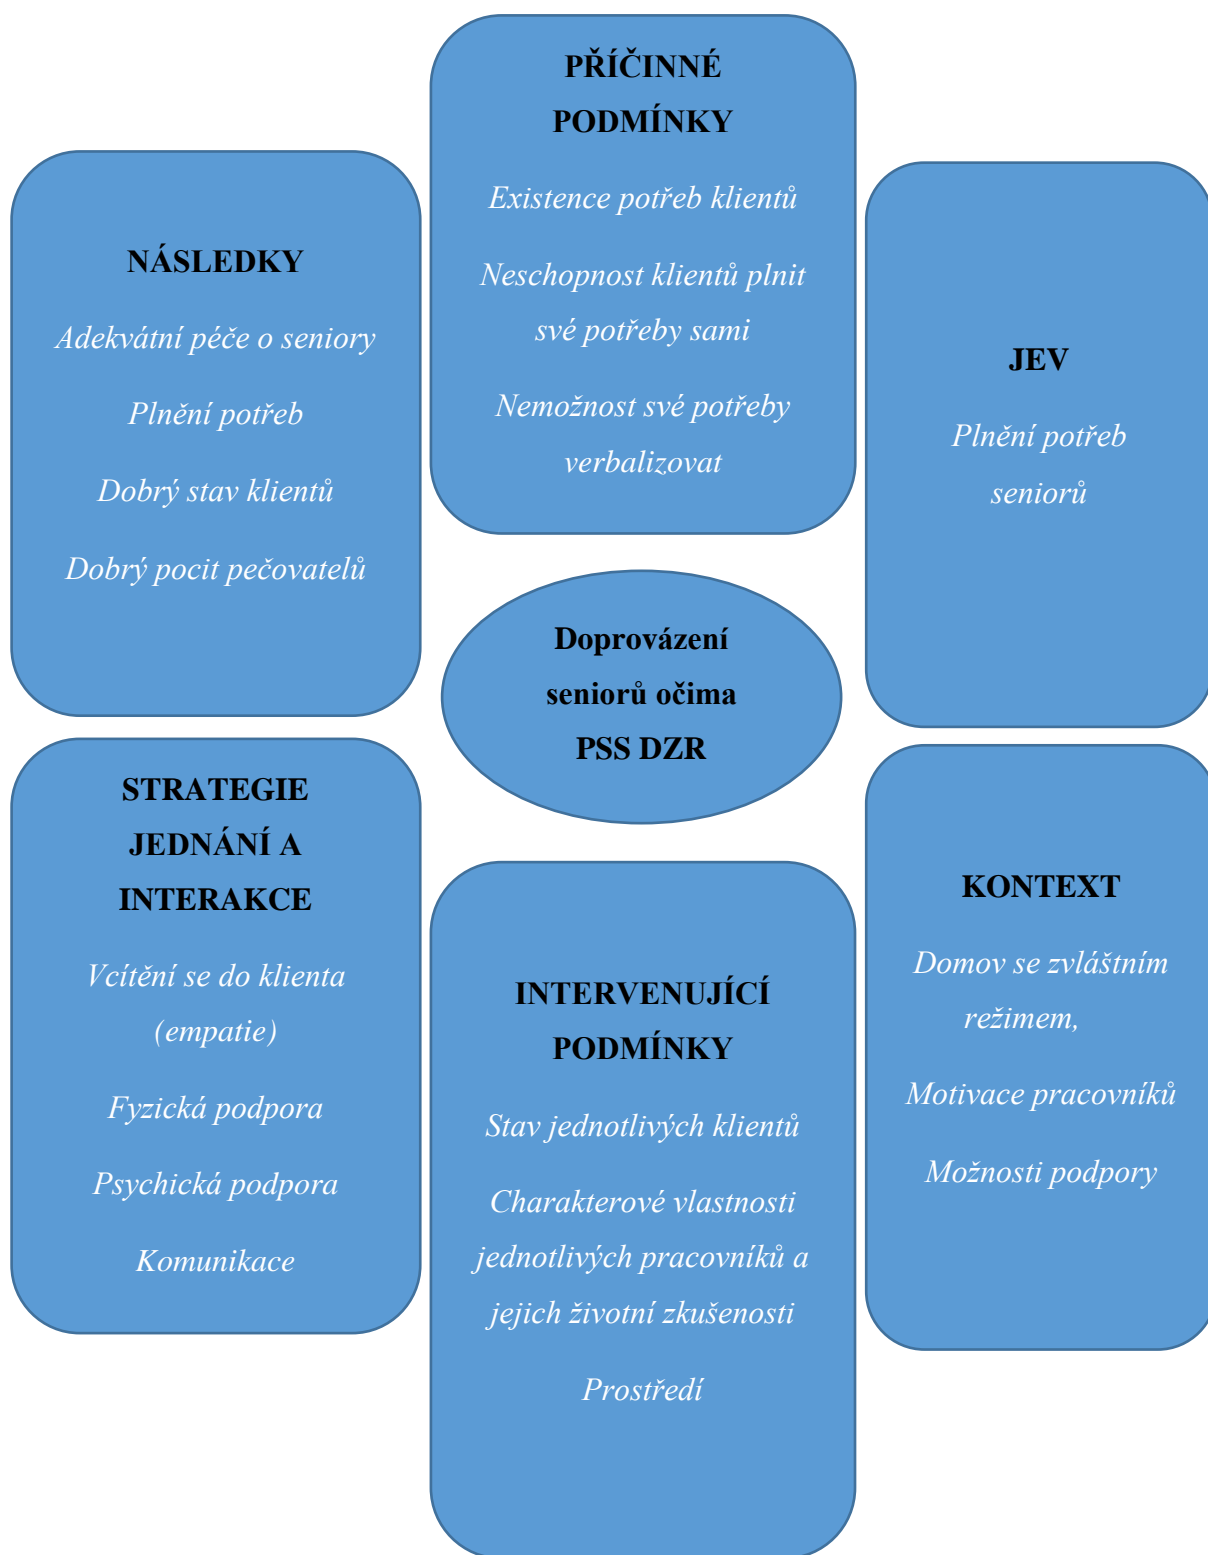 PŘÍČINNÉ
PODMÍNKY
Existence potřeb klientů
Neschopnost klientů plnit
své potřeby sami
Nemožnost své potřeby
verbalizovat
NÁSLEDKY
Adekvátní péče o seniory
Plnění potřeb
Dobrý stav klientů
Dobrý pocit pečovatelů
JEV
Plnění potřeb
seniorů
Doprovázení
seniorů očima
PSS DZR
STRATEGIE
JEDNÁNÍ A
INTERAKCE
Vcítění se do klienta
(empatie)
Fyzická podpora
Psychická podpora
Komunikace
INTERVENUJÍCÍ
PODMÍNKY
Stav jednotlivých klientů
Charakterové vlastnosti
jednotlivých pracovníků a
jejich životní zkušenosti
Prostředí
KONTEXT
Domov se zvláštním
režimem,
Motivace pracovníků
Možnosti podpory